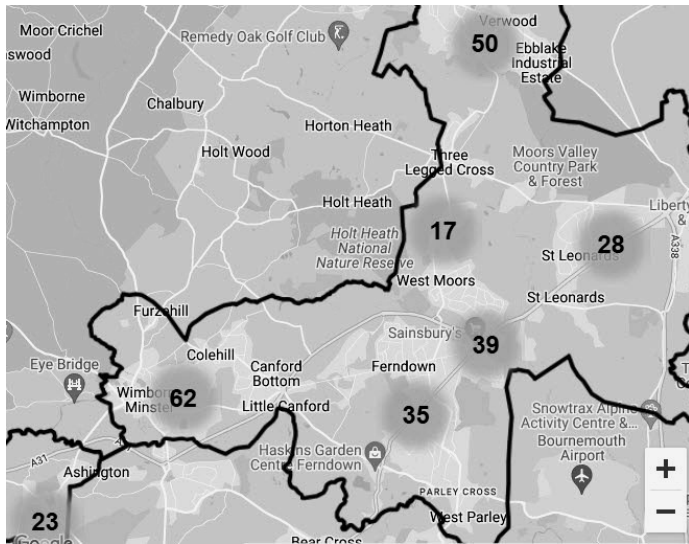 Moor Crichel
Remedy Oak Golf Club
Verwood
50
Ebblake
Industrial
Estate
nswood
Wimborne
Chalbury
Witchampton
Horton Heath
Holt Wood
Three
Legged Cross
Moors Valley
Country Park
& Forest
Holt Heath
Liberty
&
Holt Heath
National
Nature Reserve
17
28
St Leonards
A338
West Moors
St Leonards
Furzehill
Sainsbury's
39
Colehill
Eye Bridge
Canford
Bottom
Ferndown
62
Wimborne
Minster
Little Canford
35
Snowtrax Alpine
Activity Centre &...
Haskins Garden
Centre Ferndown
Bournemouth
Airport
A31
Ashington
+
PARLEY CROSS
−
23
West Parley
Google
Bear Cross